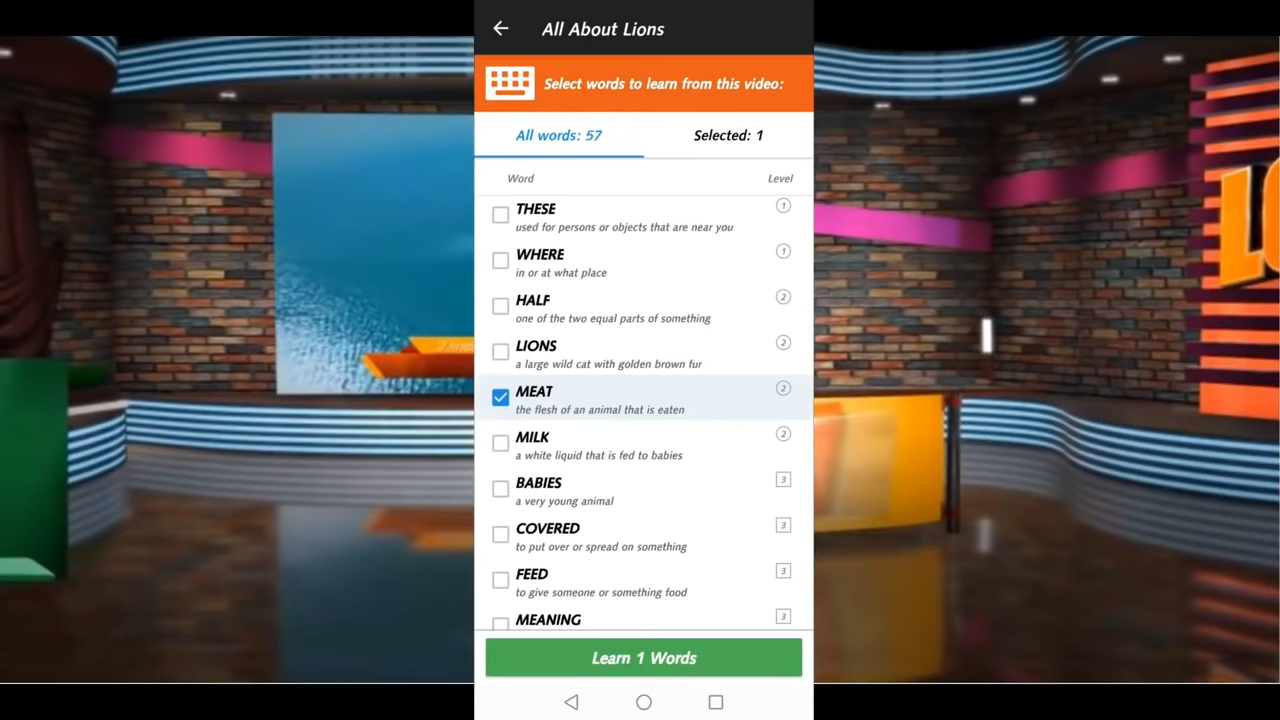 All About Lions
Select words to learn from this video:
All words: 57 Selected: 1
Word Level
THESE 1
used for persons or objects that are near you
WHERE 1
in or at what place
HALF 2
one of the two equal parts of something
LIONS 2
a large wild cat with golden brown fur
MEAT 2
the flesh of an animal that is eaten
MILK 2
a white liquid that is fed to babies
BABIES 3
a very young animal
COVERED 3
to put over or spread on something
FEED 3
to give someone or something food
MEANING 3
Learn 1 Words